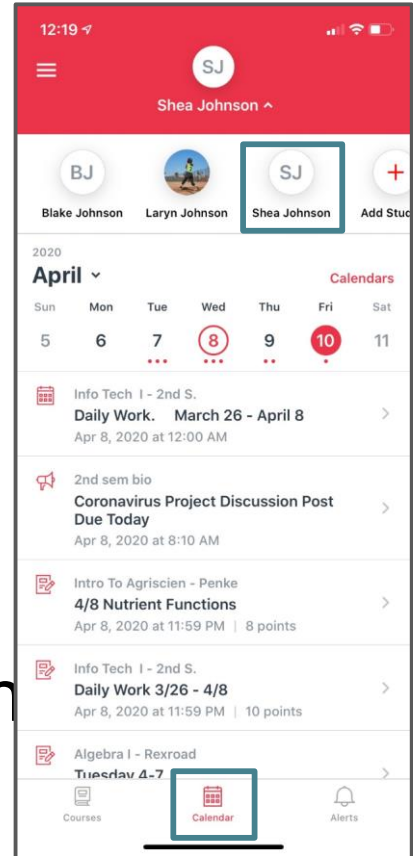 12:19
SJ
Shea Johnson
BJ
SJ
+
Blake Johnson Laryn Johnson Shea Johnson Add Stud
2020
April
Calendars
Sun Mon Tue Wed Thu Fri Sat
5 6 7 8 9 10 11
Info Tech I - 2nd S.
Daily Work. March 26 - April 8
Apr 8, 2020 at 12:00 AM
2nd sem bio
Coronavirus Project Discussion Post
Due Today
Apr 8, 2020 at 8:10 AM
Intro To Agriscien - Penke
4/8 Nutrient Functions
Apr 8, 2020 at 11:59 PM | 8 points
Info Tech I - 2nd S.
Daily Work 3/26 - 4/8
Apr 8, 2020 at 11:59 PM | 10 points
Algebra I - Rexroad
Tuesday 4-7
Courses Calendar Alerts